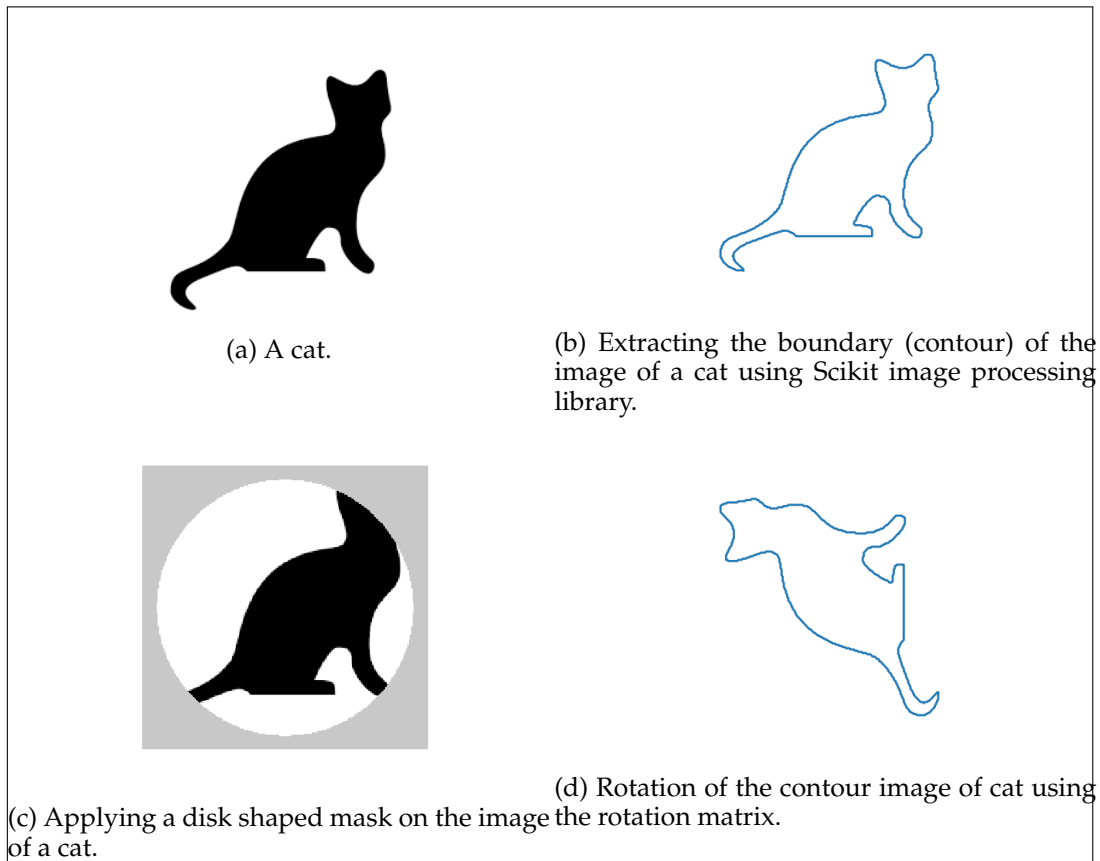 (a) A cat.
(b) Extracting the boundary (contour) of the
image of a cat using Scikit image processing
library.
(c) Applying a disk shaped mask on the image
of a cat.
(d) Rotation of the contour image of cat using
the rotation matrix.